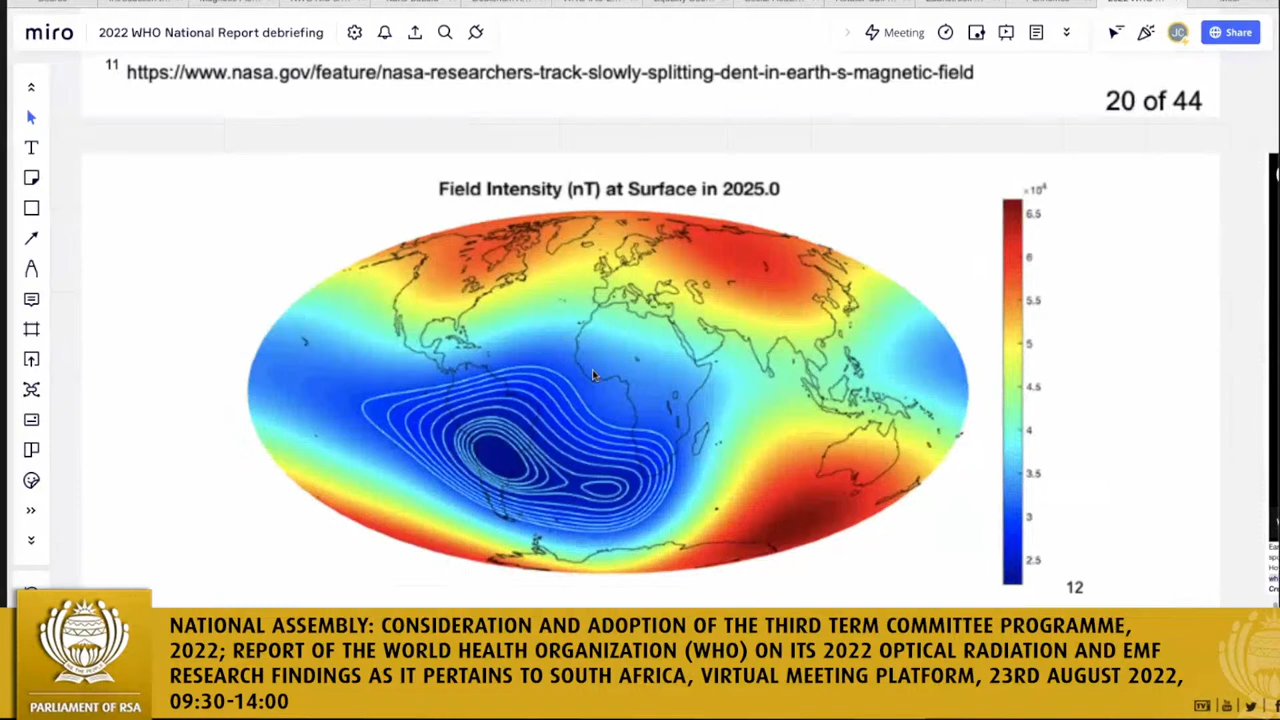 miro
2022 WHO National Report debriefing
Meeting
JC
Share
11 https://www.nasa.gov/feature/nasa-researchers-track-slowly-splitting-dent-in-earth-s-magnetic-field
20 of 44
Field Intensity (nT) at Surface in 2025.0
×10⁴
6.5
6
5.5
5
4.5
4
3.5
3
2.5
12
NATIONAL ASSEMBLY: CONSIDERATION AND ADOPTION OF THE THIRD TERM COMMITTEE PROGRAMME,
2022; REPORT OF THE WORLD HEALTH ORGANIZATION (WHO) ON ITS 2022 OPTICAL RADIATION AND EMF
RESEARCH FINDINGS AS IT PERTAINS TO SOUTH AFRICA, VIRTUAL MEETING PLATFORM, 23RD AUGUST 2022,
09:30-14:00
PARLIAMENT OF RSA